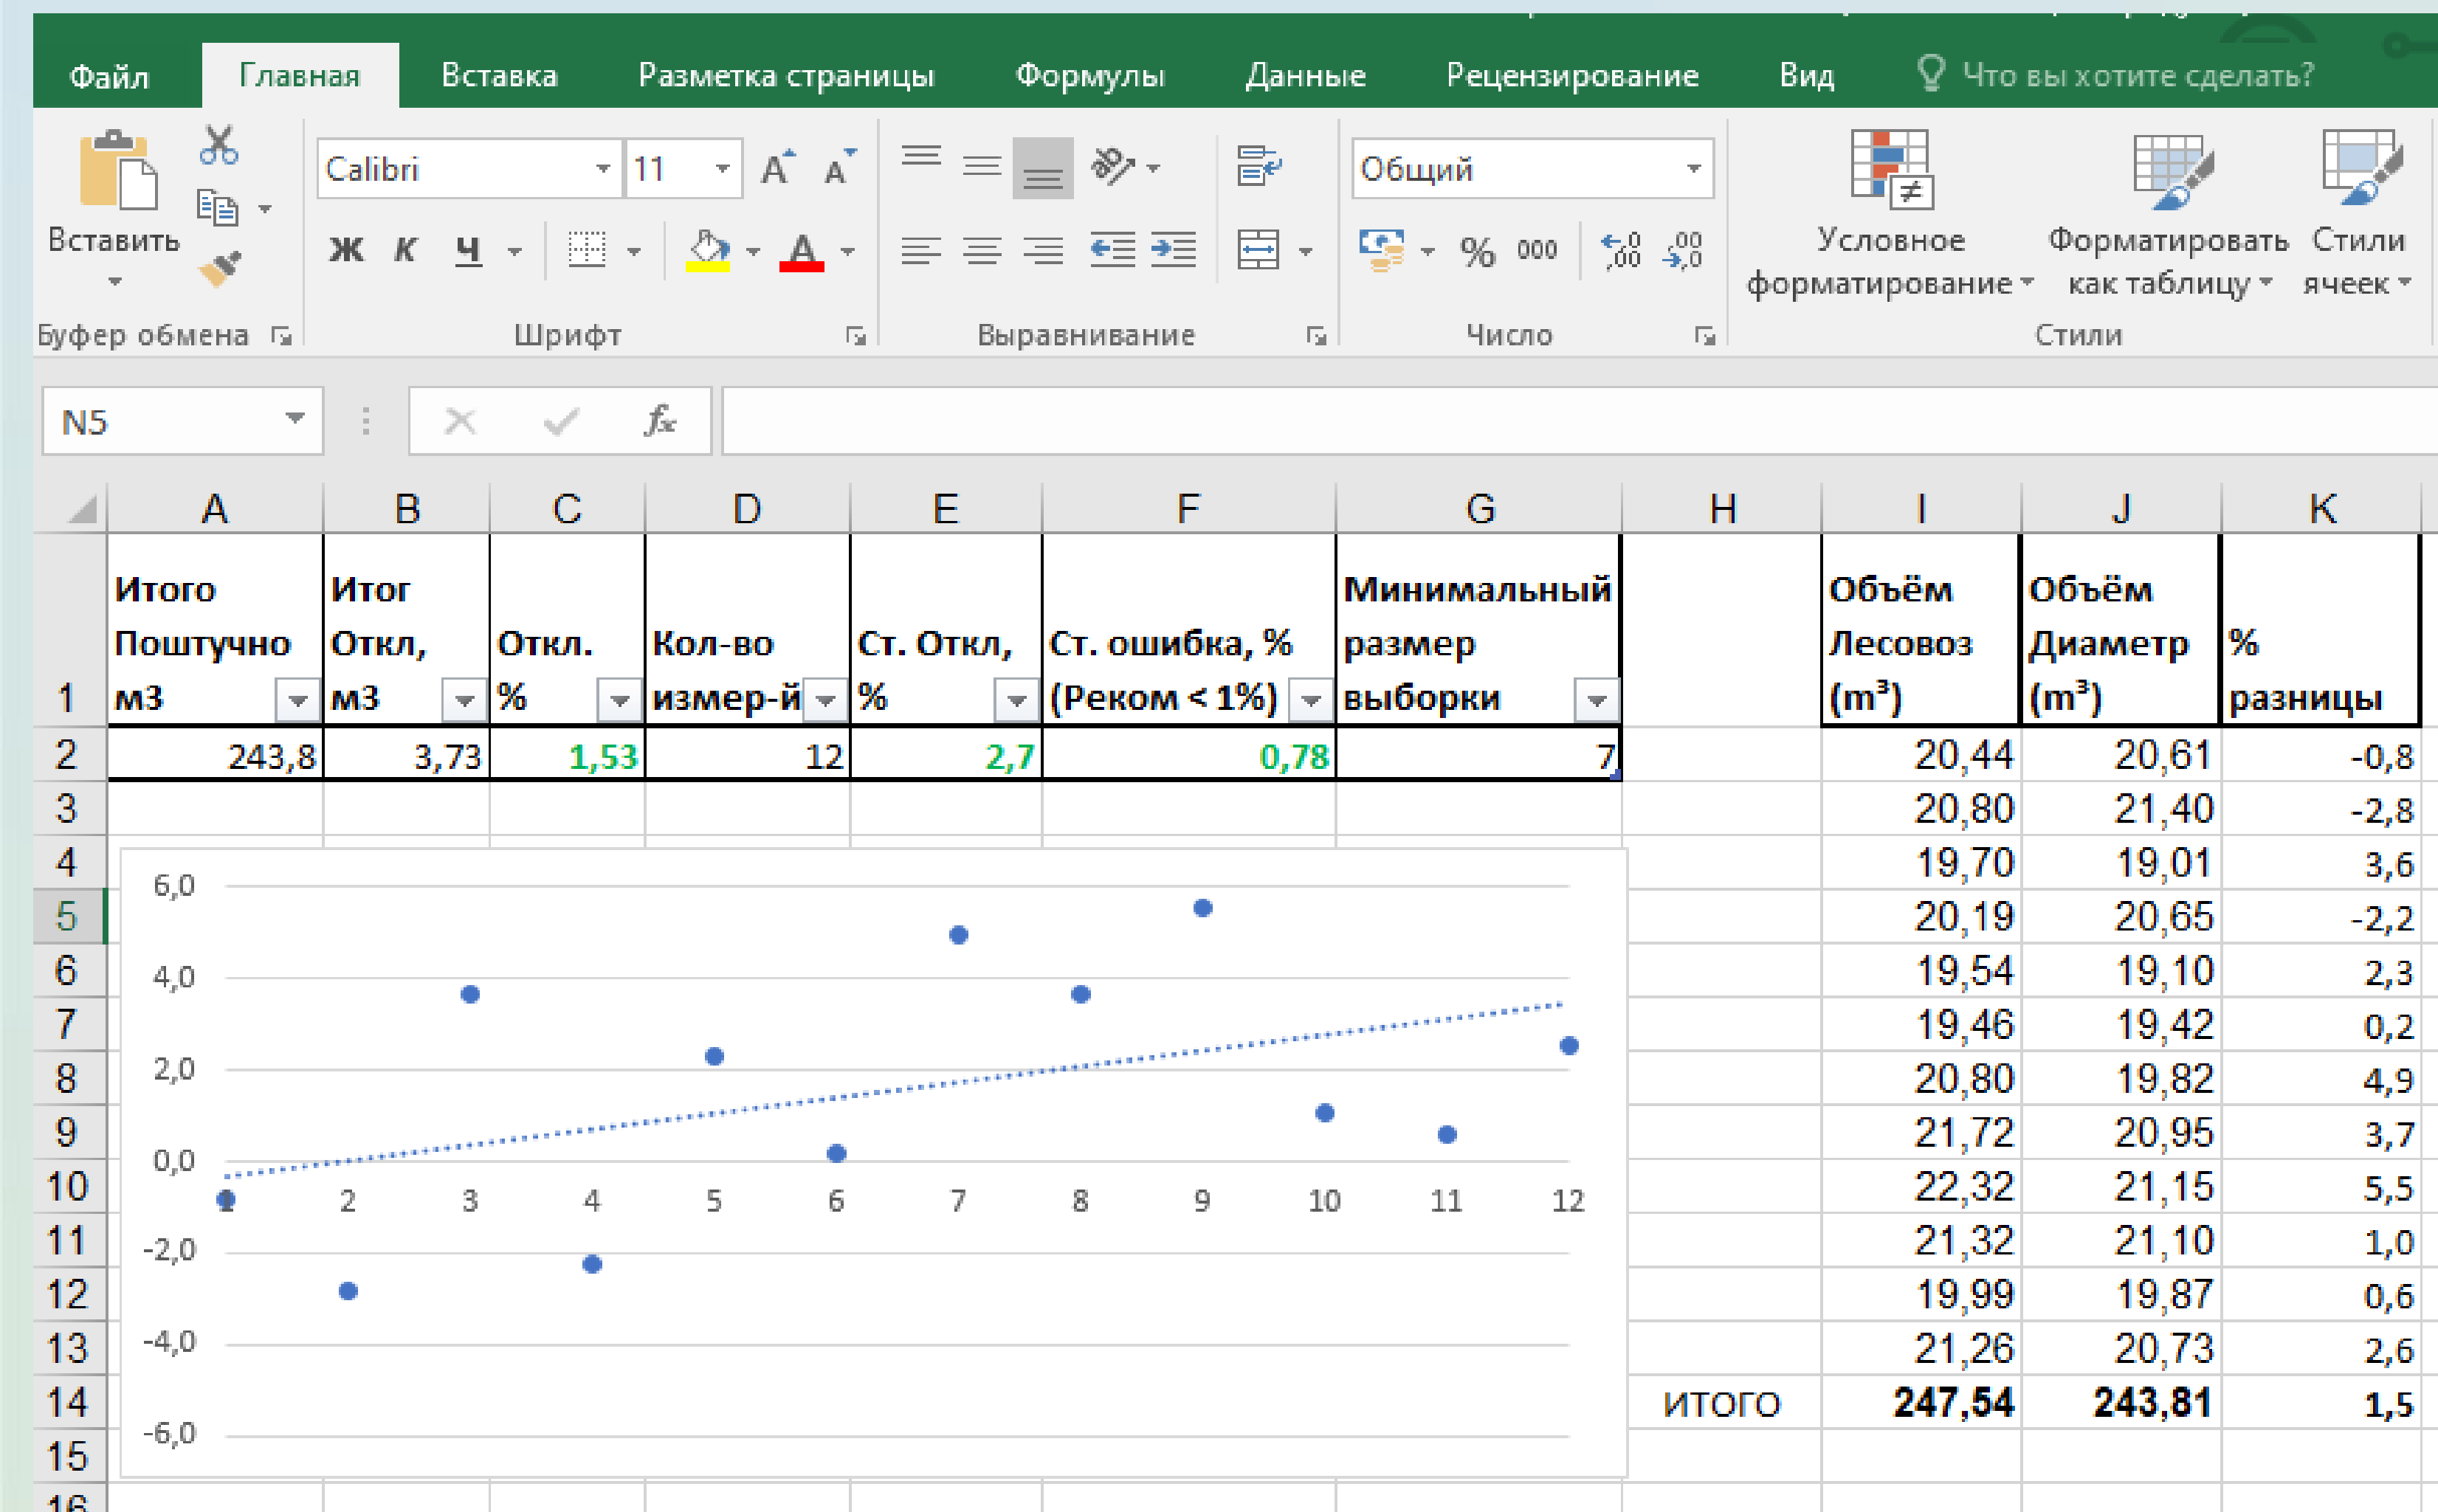 Файл Главная Вставка Разметка страницы Формулы Данные Рецензирование Вид Что вы хотите сделать?
Calibri 11 Общий
Вставить Ж К Ч А % 000 Условное форматирование Форматировать как таблицу Стили ячеек
Буфер обмена Шрифт Выравнивание Число Стили
N5 fx
A B C D E F G H I J K
1 Итого Поштучно м3 Итог Откл, м3 Откл. % Кол-во измер-й Ст. Откл, % Ст. ошибка, % (Реком < 1%) Минимальный размер выборки Объём Лесовоз (m³) Объём Диаметр (m³) % разницы
2 243,8 3,73 1,53 12 2,7 0,78 7 20,44 20,61 -0,8
3 20,80 21,40 -2,8
4 19,70 19,01 3,6
5 20,19 20,65 -2,2
6 19,54 19,10 2,3
7 19,46 19,42 0,2
8 20,80 19,82 4,9
9 21,72 20,95 3,7
10 22,32 21,15 5,5
11 21,32 21,10 1,0
12 19,99 19,87 0,6
13 21,26 20,73 2,6
14 ИТОГО 247,54 243,81 1,5
15
16
6,0
4,0
2,0
0,0
1 2 3 4 5 6 7 8 9 10 11 12
-2,0
-4,0
-6,0